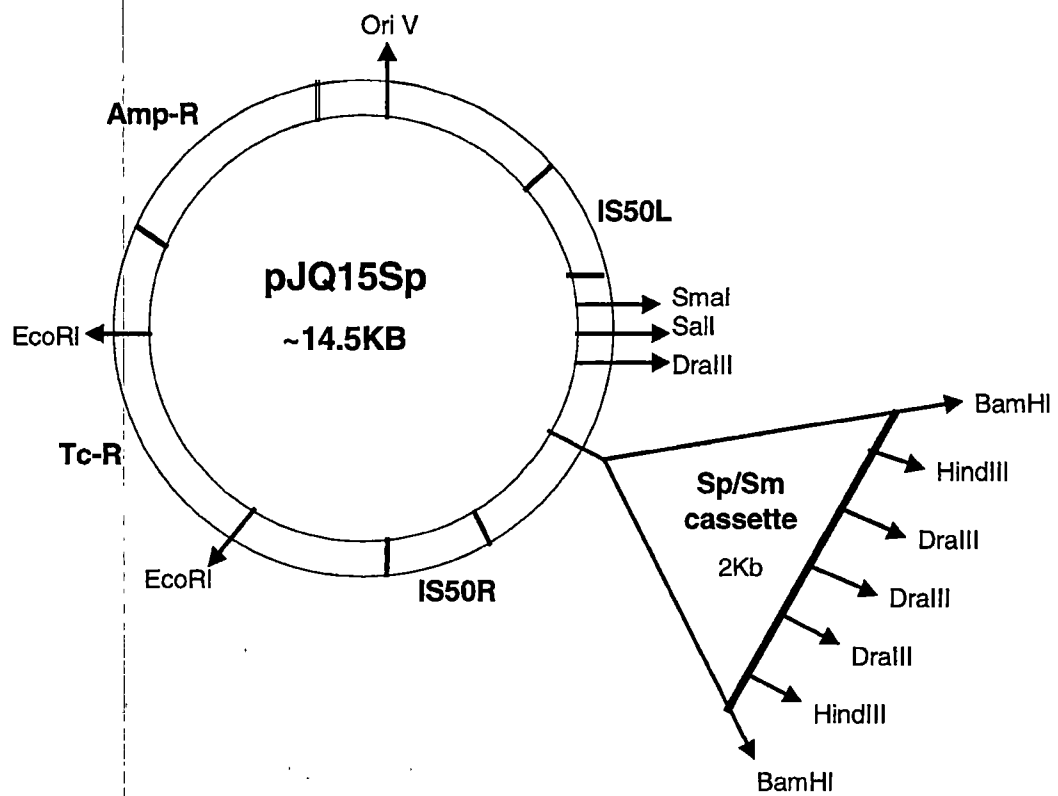 Ori V
Amp-R
IS50L
pJQ15Sp
~14.5KB
SmaI
SalI
DraIII
EcoRI
Tc-R
EcoRI
IS50R
Sp/Sm
cassette
2Kb
BamHI
HindIII
DraIII
DraIII
DraIII
HindIII
BamHI